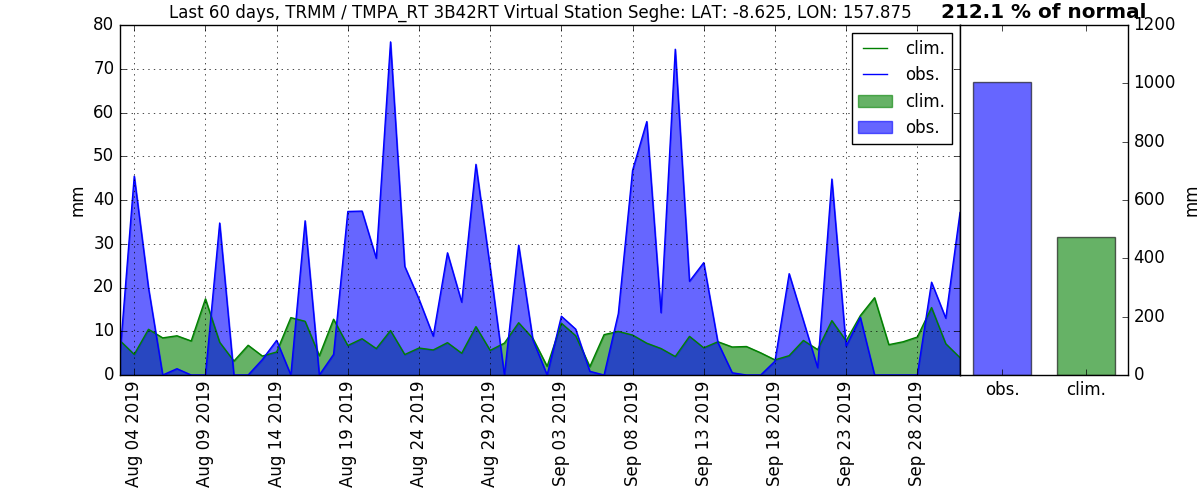 Last 60 days, TRMM / TMPA_RT 3B42RT Virtual Station Seghe: LAT: -8.625, LON: 157.875
212.1 % of normal
80
70
60
50
40
30
20
10
0
mm
clim.
obs.
clim.
obs.
1200
1000
800
600
400
200
0
mm
obs.
clim.
Aug 04 2019
Aug 09 2019
Aug 14 2019
Aug 19 2019
Aug 24 2019
Aug 29 2019
Sep 03 2019
Sep 08 2019
Sep 13 2019
Sep 18 2019
Sep 23 2019
Sep 28 2019